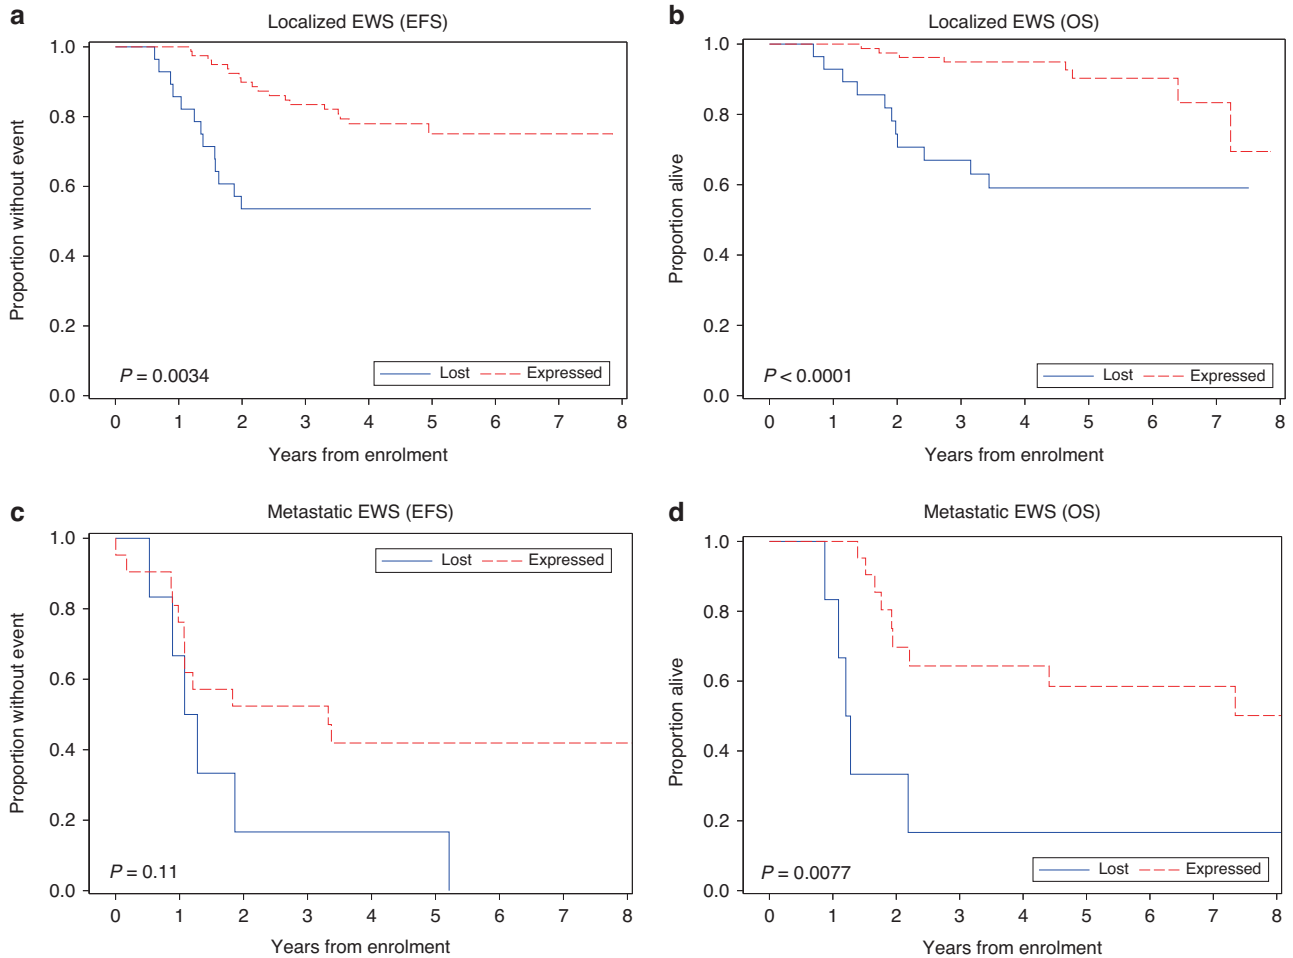 a
Localized EWS (EFS)
1.0
0.8
0.6
0.4
0.2
0.0
Proportion without event
P = 0.0034
Lost Expressed
0 1 2 3 4 5 6 7 8
Years from enrolment
b
Localized EWS (OS)
1.0
0.8
0.6
0.4
0.2
0.0
Proportion alive
P < 0.0001
Lost Expressed
0 1 2 3 4 5 6 7 8
Years from enrolment
c
Metastatic EWS (EFS)
1.0
0.8
0.6
0.4
0.2
0.0
Proportion without event
Lost Expressed
P = 0.11
0 1 2 3 4 5 6 7 8
Years from enrolment
d
Metastatic EWS (OS)
1.0
0.8
0.6
0.4
0.2
0.0
Proportion alive
P = 0.0077
Lost Expressed
0 1 2 3 4 5 6 7 8
Years from enrolment